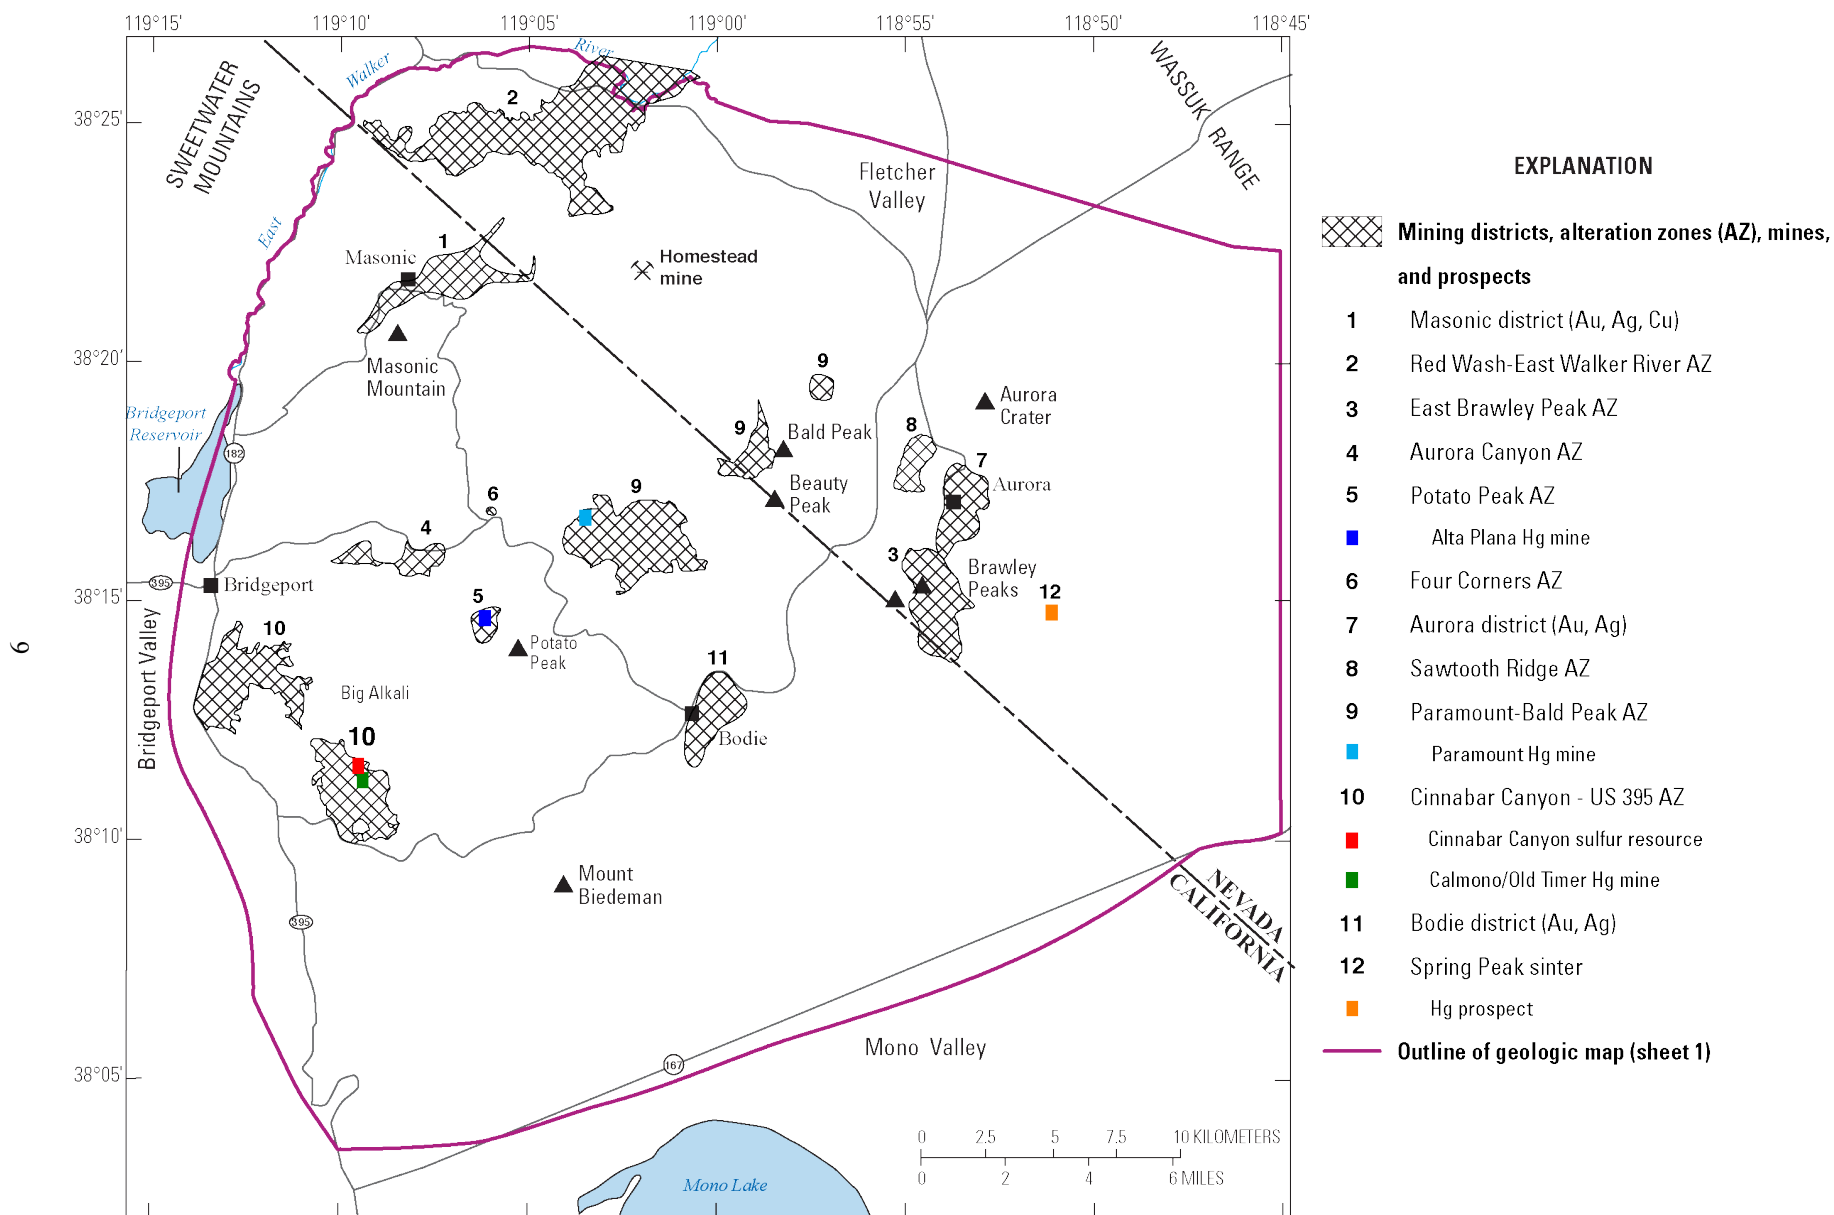 119°15'
119°10'
119°05'
119°00'
118°55'
118°50'
118°45'
38°25'
38°20'
38°15'
38°10'
38°05'
SWEETWATER
MOUNTAINS
Walker
River
East
WASSUK RANGE
Fletcher
Valley
2
1
Masonic
Homestead
mine
Masonic
Mountain
Bridgeport
Reservoir
182
9
9
Bald Peak
Beauty
Peak
Aurora
Crater
8
7
Aurora
6
9
4
3
Brawley
Peaks
12
395
Bridgeport
5
Potato
Peak
Bridgeport Valley
10
Big Alkali
10
11
Bodie
Mount
Biedeman
395
NEVADA
CALIFORNIA
167
Mono Valley
Mono Lake
0 2.5 5 7.5 10 KILOMETERS
0 2 4 6 MILES
6
EXPLANATION
Mining districts, alteration zones (AZ), mines,
and prospects
1 Masonic district (Au, Ag, Cu)
2 Red Wash-East Walker River AZ
3 East Brawley Peak AZ
4 Aurora Canyon AZ
5 Potato Peak AZ
Alta Plana Hg mine
6 Four Corners AZ
7 Aurora district (Au, Ag)
8 Sawtooth Ridge AZ
9 Paramount-Bald Peak AZ
Paramount Hg mine
10 Cinnabar Canyon - US 395 AZ
Cinnabar Canyon sulfur resource
Calmono/Old Timer Hg mine
11 Bodie district (Au, Ag)
12 Spring Peak sinter
Hg prospect
Outline of geologic map (sheet 1)